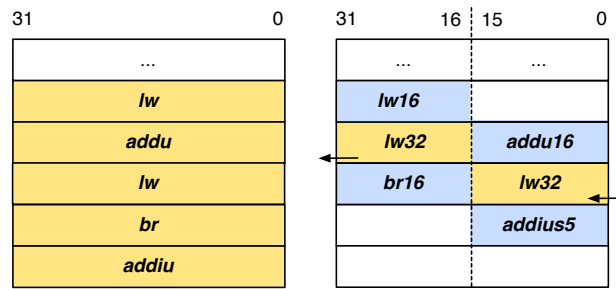 31 0
...
lw
addu
lw
br
addiu
31 16 15 0
... ...
lw16
lw32 addu16
br16 lw32
addius5